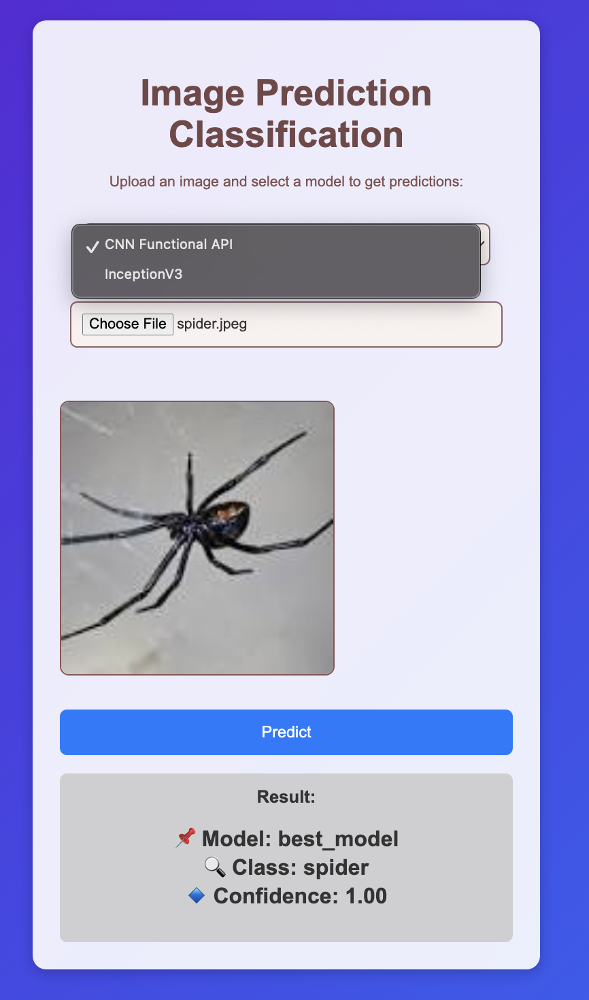 Image Prediction
Classification
Upload an image and select a model to get predictions:
CNN Functional API
InceptionV3
Choose File spider.jpeg
Predict
Result:
📌 Model: best_model
🔍 Class: spider
🔹 Confidence: 1.00